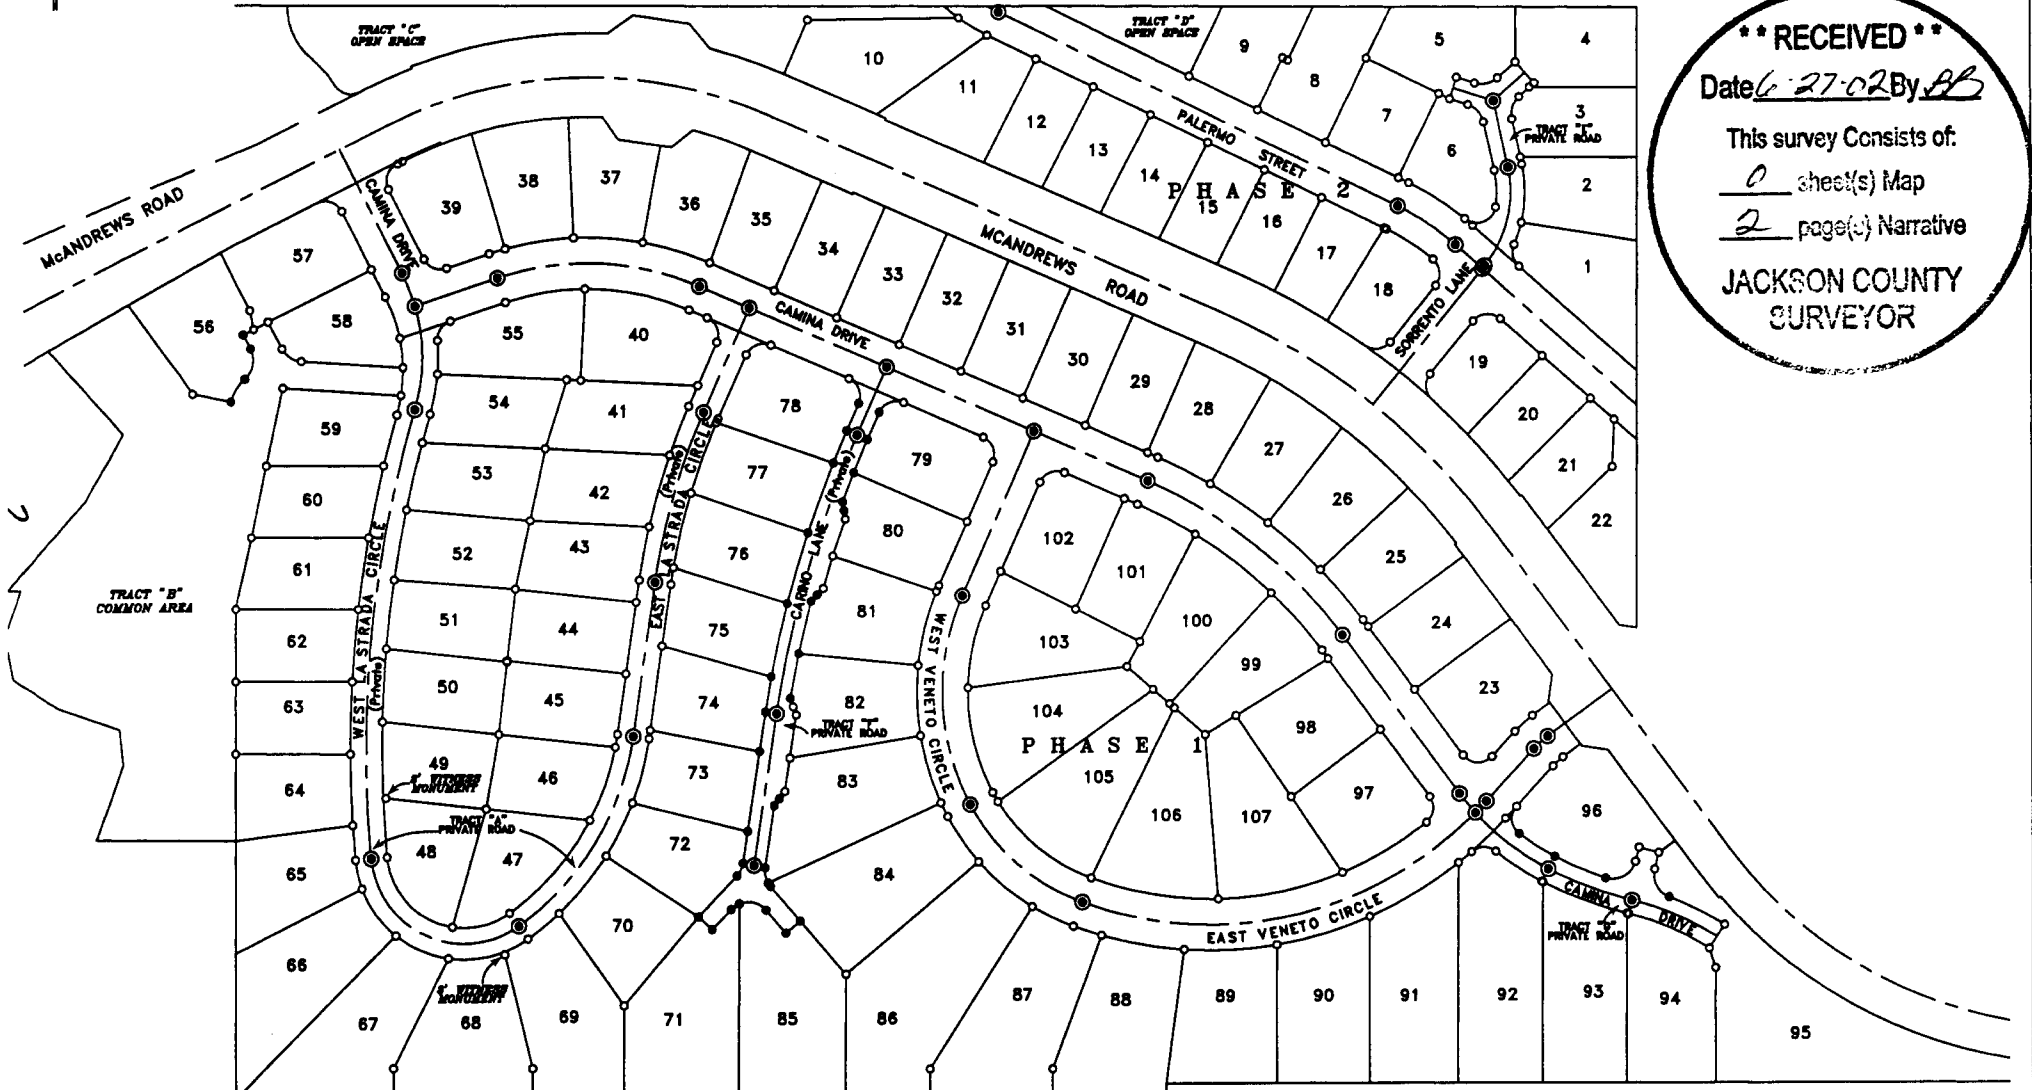 TRACT "C"
OPEN SPACE
TRACT "D"
OPEN SPACE
10
11
12
13
14
15
16
17
18
9
8
7
6
5
4
3
2
1
TRACT "E"
PRIVATE ROAD
PALERMO STREET
PHASE 2
SORRENTO LANE
19
20
21
22
** RECEIVED **
Date 6-27-02 By BB
This survey Consists of:
0 sheet(s) Map
2 page(s) Narrative
JACKSON COUNTY
SURVEYOR
McANDREWS ROAD
MCANDREWS ROAD
CAMINA DRIVE
39
38
37
36
35
34
33
32
31
30
29
28
27
26
25
24
23
CAMINA DRIVE
57
56
58
59
60
61
62
63
64
65
66
67
68
69
70
71
72
73
74
75
76
77
78
55
40
54
41
53
42
52
43
51
44
50
45
49
46
48
47
TRACT "B"
COMMON AREA
WEST LA STRADA CIRCLE
(Private)
EAST LA STRADA CIRCLE
(Private)
CARINO LANE
(Private)
5' WITNESS
MONUMENT
TRACT "A"
PRIVATE ROAD
5' WITNESS
MONUMENT
79
80
81
82
TRACT "F"
PRIVATE ROAD
83
84
85
86
87
88
89
90
91
92
93
94
95
96
WEST VENETO CIRCLE
WEST VENETO CIRCLE
102
101
100
103
99
104
98
PHASE 1
105
106
107
97
EAST VENETO CIRCLE
CAMINA DRIVE
TRACT "G"
PRIVATE ROAD